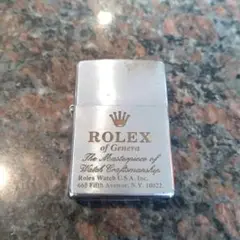 ROLEX
of Geneva
The Masterpiece of
Watch Craftsmanship.
Rolex Watch U.S.A. Inc.
665 Fifth Avenue, N.Y. 10022